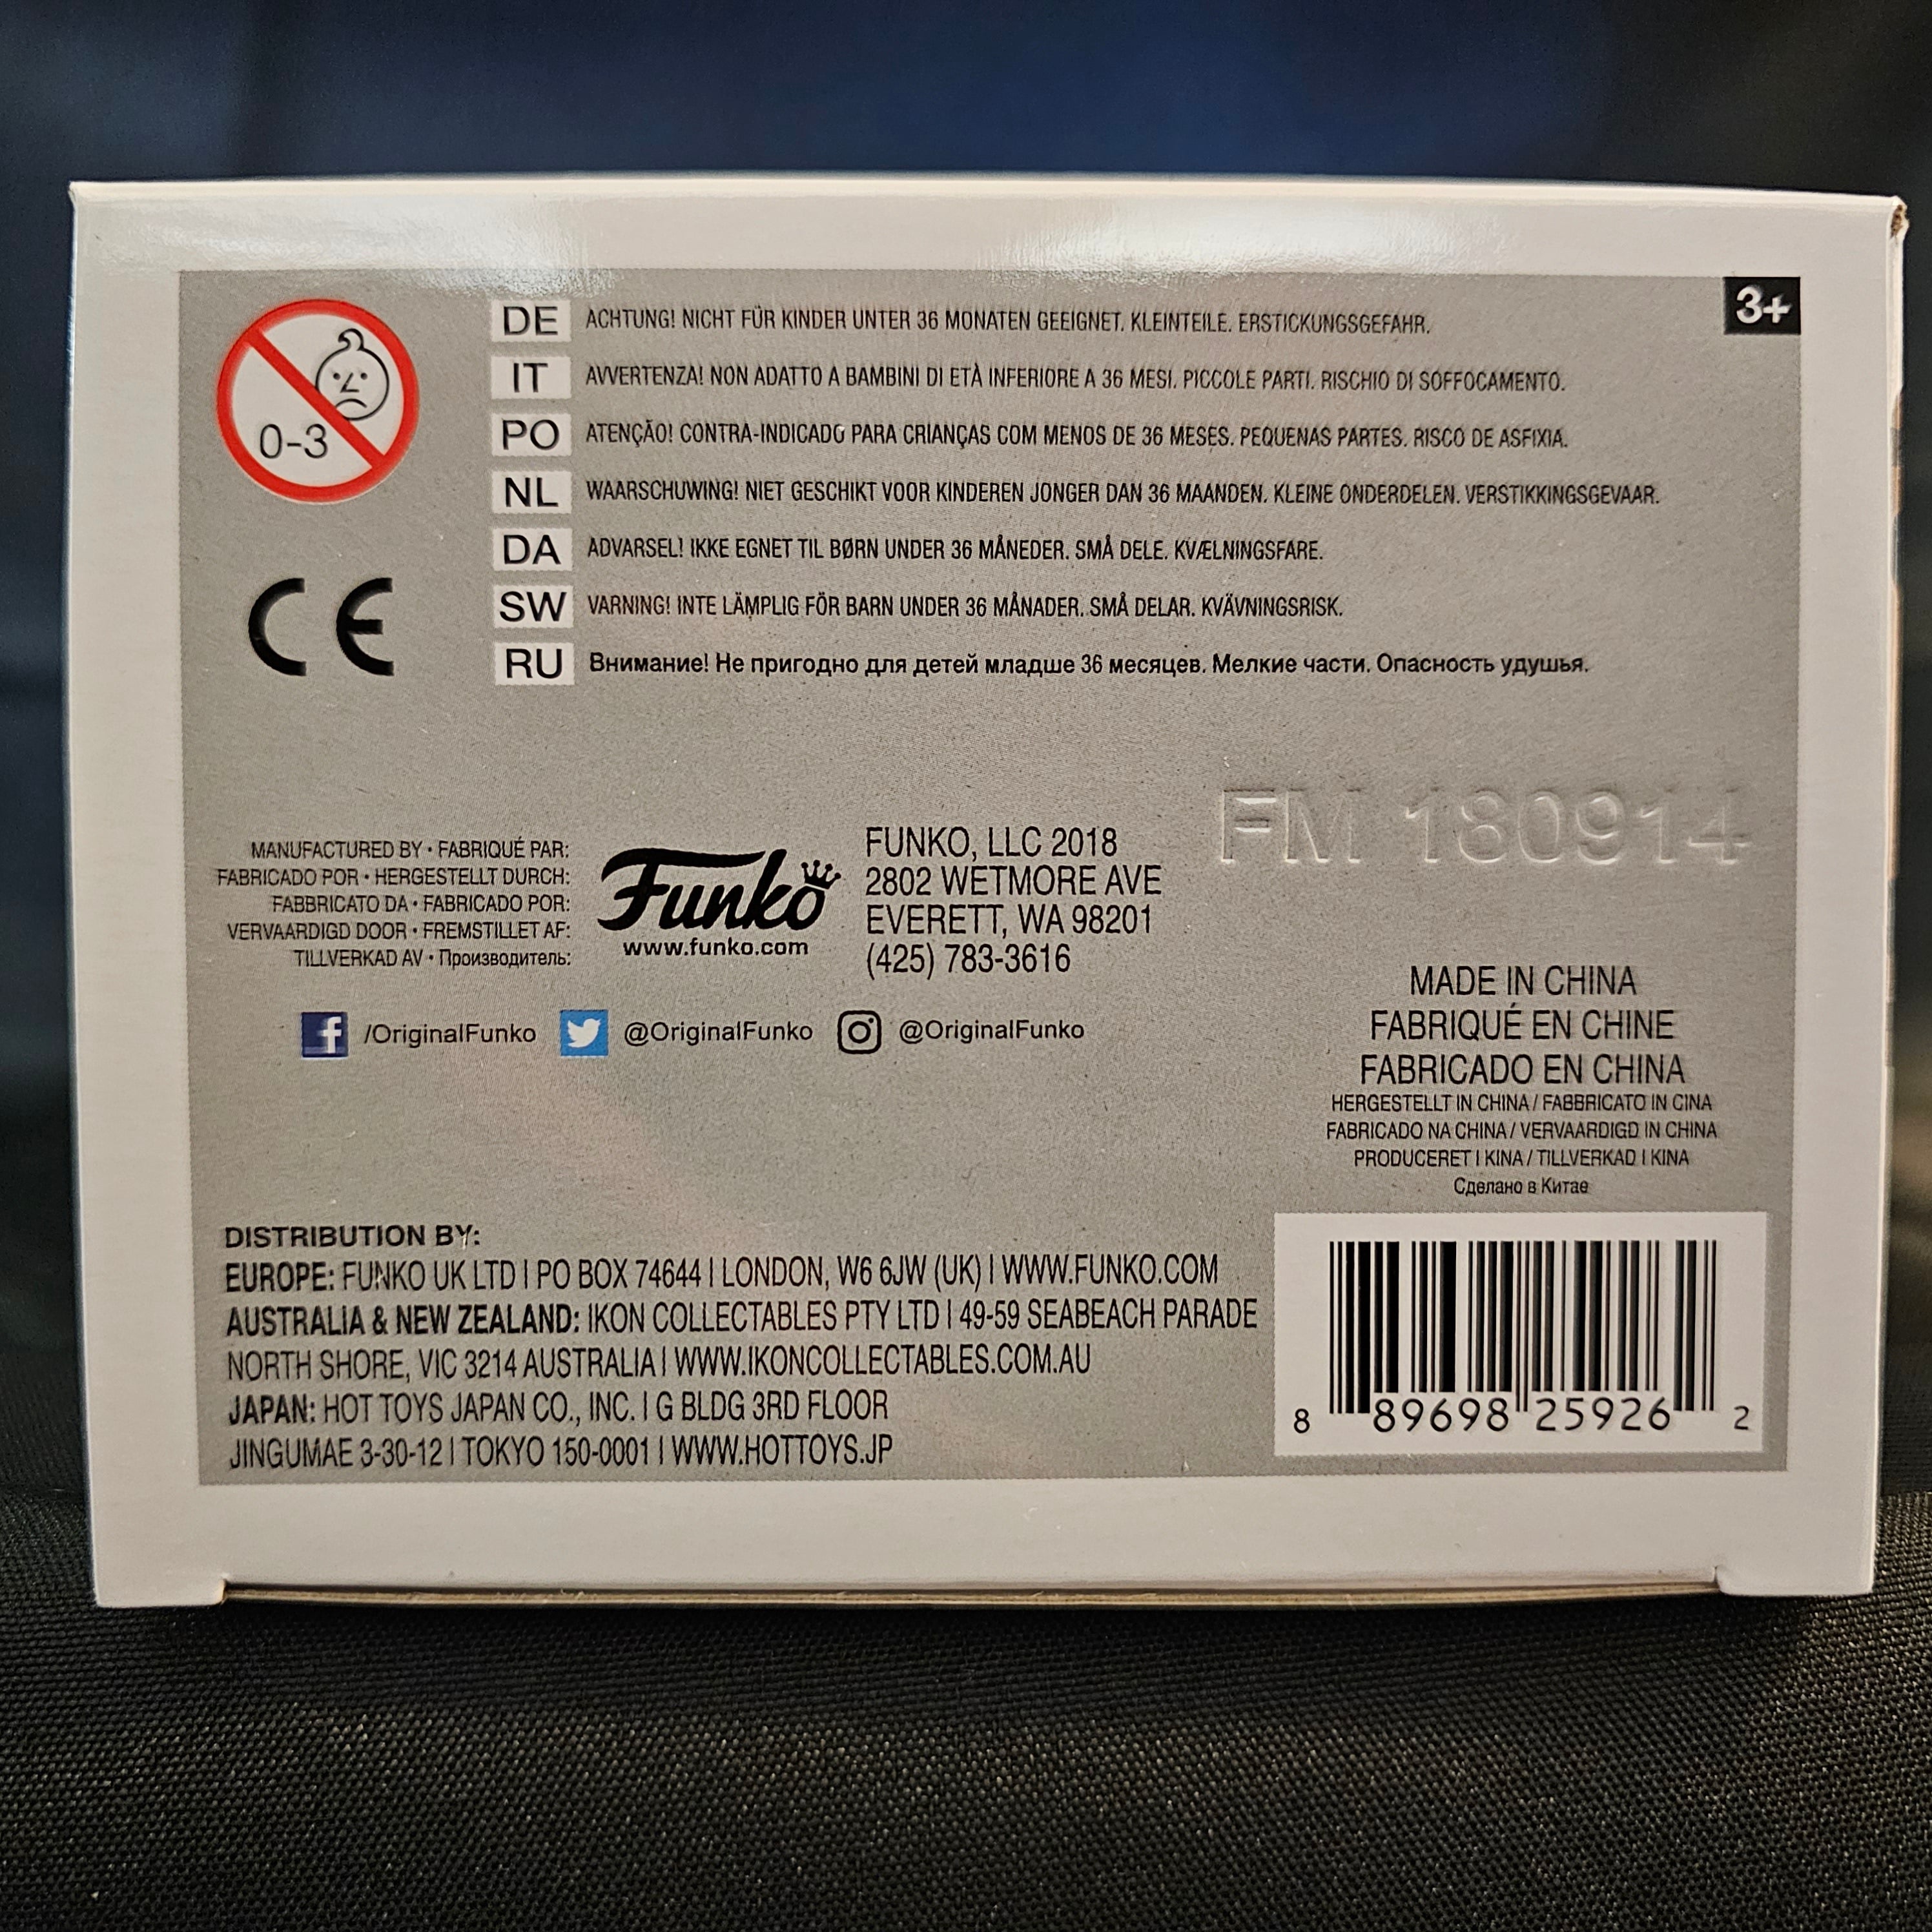 3+
0-3
DE ACHTUNG! NICHT FÜR KINDER UNTER 36 MONATEN GEEIGNET. KLEINTEILE. ERSTICKUNGSGEFAHR.
IT AVVERTENZA! NON ADATTO A BAMBINI DI ETÀ INFERIORE A 36 MESI. PICCOLE PARTI. RISCHIO DI SOFFOCAMENTO.
PO ATENÇÃO! CONTRA-INDICADO PARA CRIANÇAS COM MENOS DE 36 MESES. PEQUENAS PARTES. RISCO DE ASFIXIA.
NL WAARSCHUWING! NIET GESCHIKT VOOR KINDEREN JONGER DAN 36 MAANDEN. KLEINE ONDERDELEN. VERSTIKKINGSGEVAAR.
DA ADVARSEL! IKKE EGNET TIL BØRN UNDER 36 MÅNEDER. SMÅ DELE. KVÆLNINGSFARE.
SW VARNING! INTE LÄMPLIG FÖR BARN UNDER 36 MÅNADER. SMÅ DELAR. KVÄVNINGSRISK.
RU Внимание! Не пригодно для детей младше 36 месяцев. Мелкие части. Опасность удушья.
CE
FM 180914
MANUFACTURED BY • FABRIQUÉ PAR:
FABRICADO POR • HERGESTELLT DURCH:
FABBRICATO DA • FABRICADO POR:
VERVAARDIGD DOOR • FREMSTILLET AF:
TILLVERKAD AV • Производитель:
Funko
www.funko.com
FUNKO, LLC 2018
2802 WETMORE AVE
EVERETT, WA 98201
(425) 783-3616
f /OriginalFunko @OriginalFunko @OriginalFunko
MADE IN CHINA
FABRIQUÉ EN CHINE
FABRICADO EN CHINA
HERGESTELLT IN CHINA / FABBRICATO IN CINA
FABRICADO NA CHINA / VERVAARDIGD IN CHINA
PRODUCERET I KINA / TILLVERKAD I KINA
Сделано в Китае
DISTRIBUTION BY:
EUROPE: FUNKO UK LTD I PO BOX 74644 I LONDON, W6 6JW (UK) I WWW.FUNKO.COM
AUSTRALIA & NEW ZEALAND: IKON COLLECTABLES PTY LTD I 49-59 SEABEACH PARADE
NORTH SHORE, VIC 3214 AUSTRALIA I WWW.IKONCOLLECTABLES.COM.AU
JAPAN: HOT TOYS JAPAN CO., INC. I G BLDG 3RD FLOOR
JINGUMAE 3-30-12 I TOKYO 150-0001 I WWW.HOTTOYS.JP
8 89698 25926 2